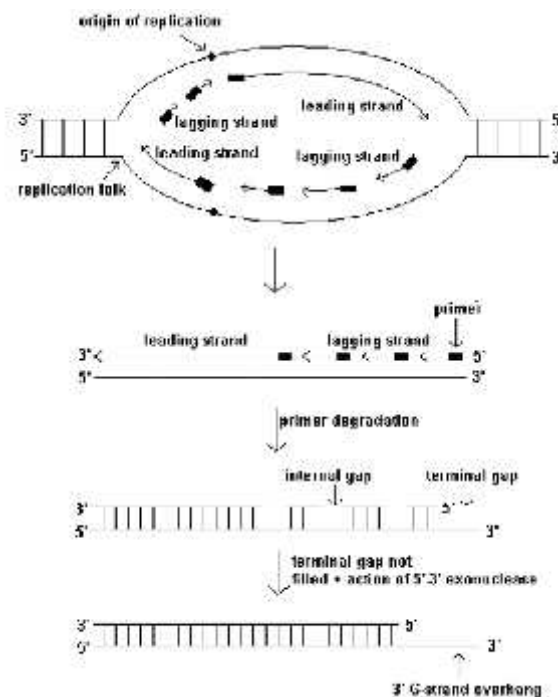 origin of replication
leading strand
3'
5'
lagging strand
leading strand
lagging strand
5'
3'
replication folk
primer
leading strand
lagging strand
3'
5'
5'
3'
primer degradation
internal gap
terminal gap
3'
5'
5'
3'
terminal gap not
filled + action of 5'-3' exonuclease
3'
5'
5'
3'
3' G-strand overhang